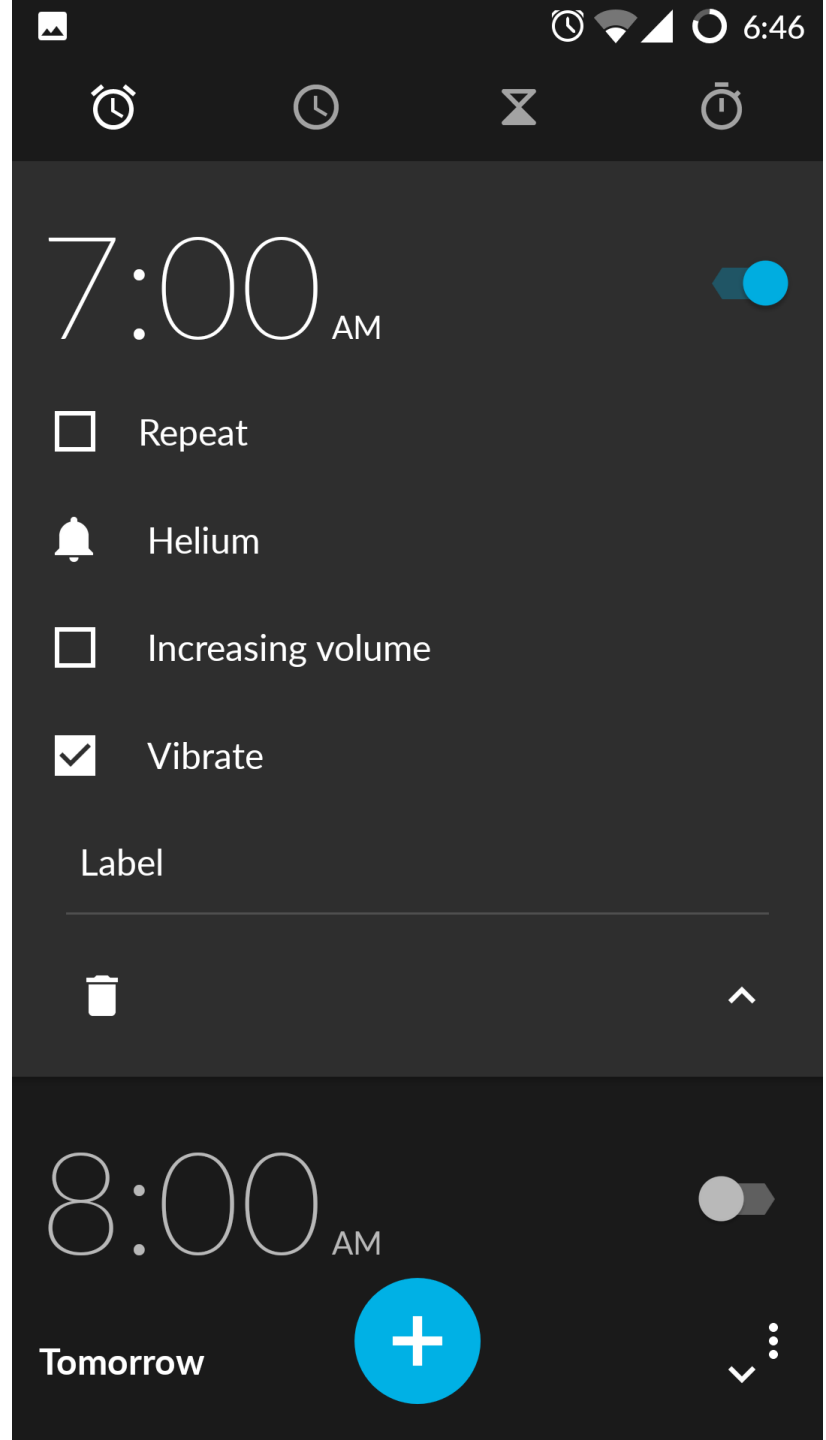 6:46
7:00 AM
Repeat
Helium
Increasing volume
Vibrate
Label
8:00 AM
Tomorrow